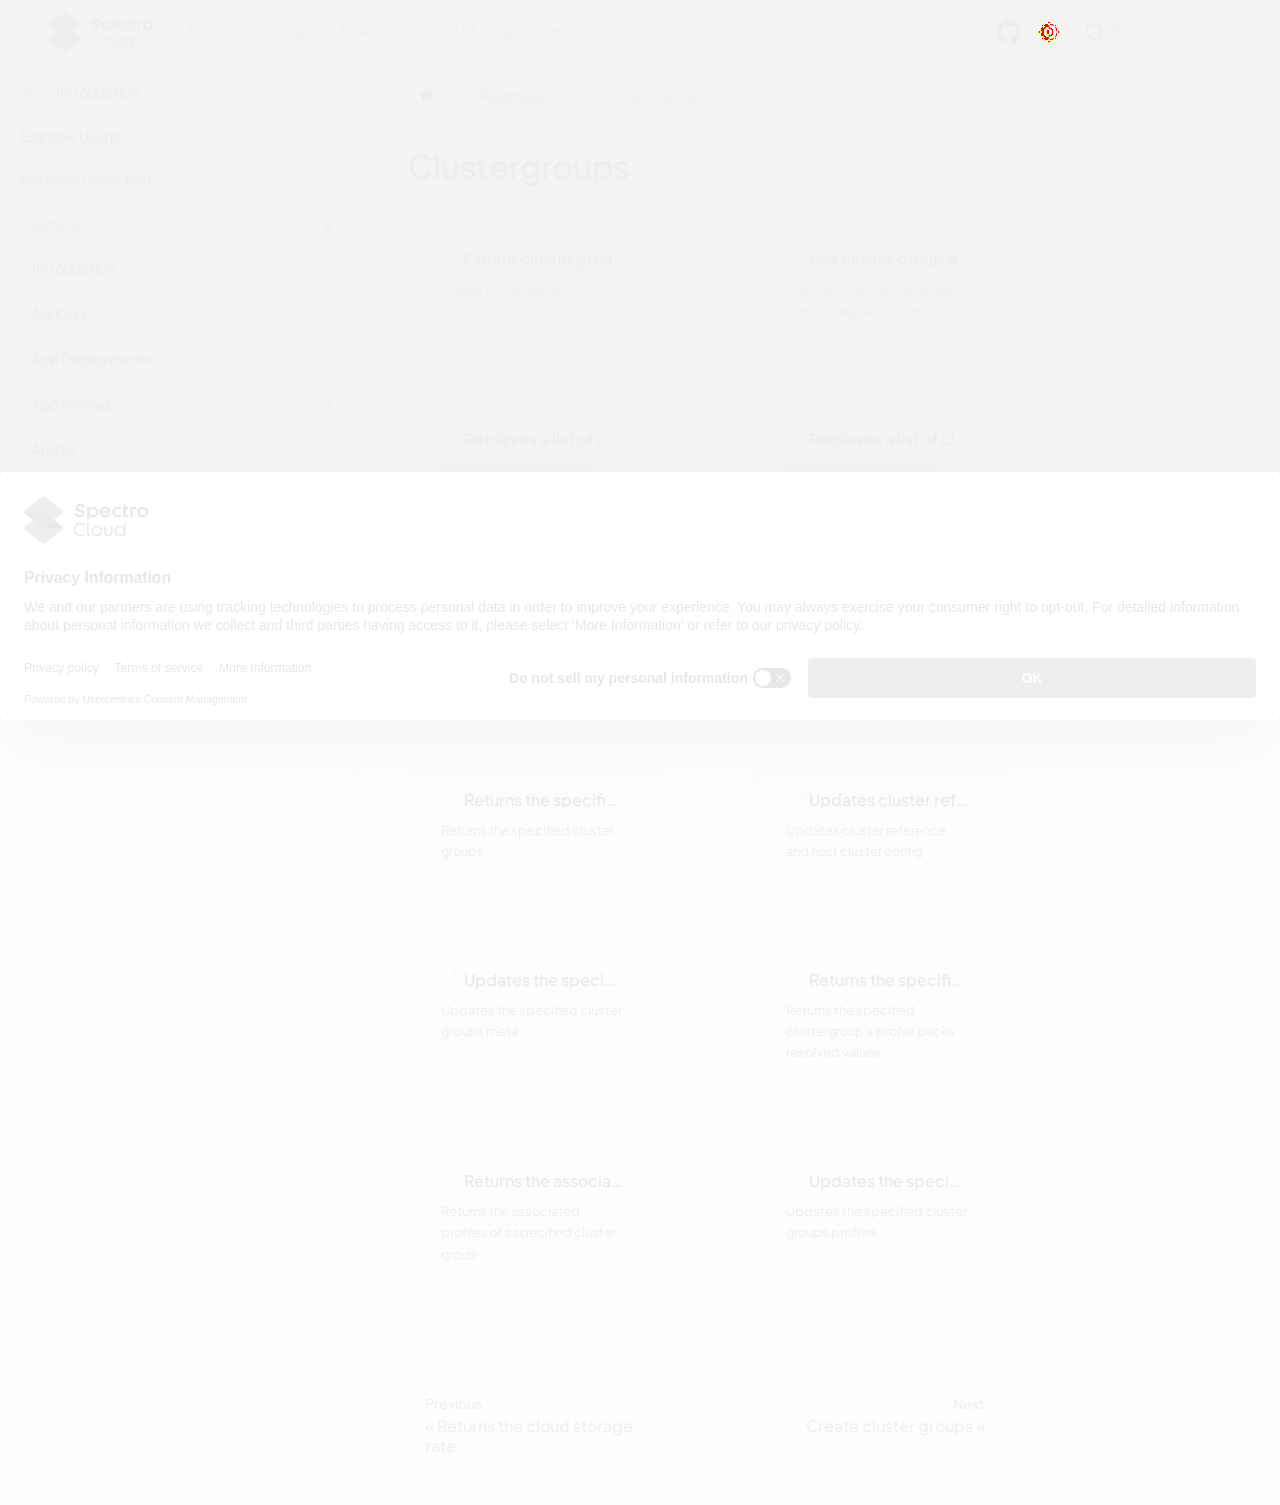 Spectro Cloud
Docs Tutorials Downloads API latest Search
Introduction
Palette API V1 Clustergroups
Example Usage
Postman Collection
Clustergroups
Palette API V1
Introduction
Api Keys
App Deployments
App Profiles
Audits
Create cluster grou...
Create cluster groups
Get cluster group d...
Get cluster group developer
credit usage by scope
Retrieves a list of cl...
Retrieves a list of cl...
Spectro
Cloud
Privacy Information
We and our partners are using tracking technologies to process personal data in order to improve your experience. You may always exercise your consumer right to opt-out. For detailed information
about personal information we collect and third parties having access to it, please select 'More Information' or refer to our privacy policy.
Privacy policy Terms of service More Information
Powered by Usercentrics Consent Management
Do not sell my personal information
OK
Returns the specifi...
Returns the specified cluster
groups
Updates cluster ref...
Updates cluster reference
and host cluster config
Updates the speci...
Updates the specified cluster
groups meta
Returns the specifi...
Returns the specified
clustergroup's profile packs
resolved values
Returns the associa...
Returns the associated
profiles of a specified cluster
group
Updates the speci...
Updates the specified cluster
groups profiles
Previous
« Returns the cloud storage
rate
Next
Create cluster groups »